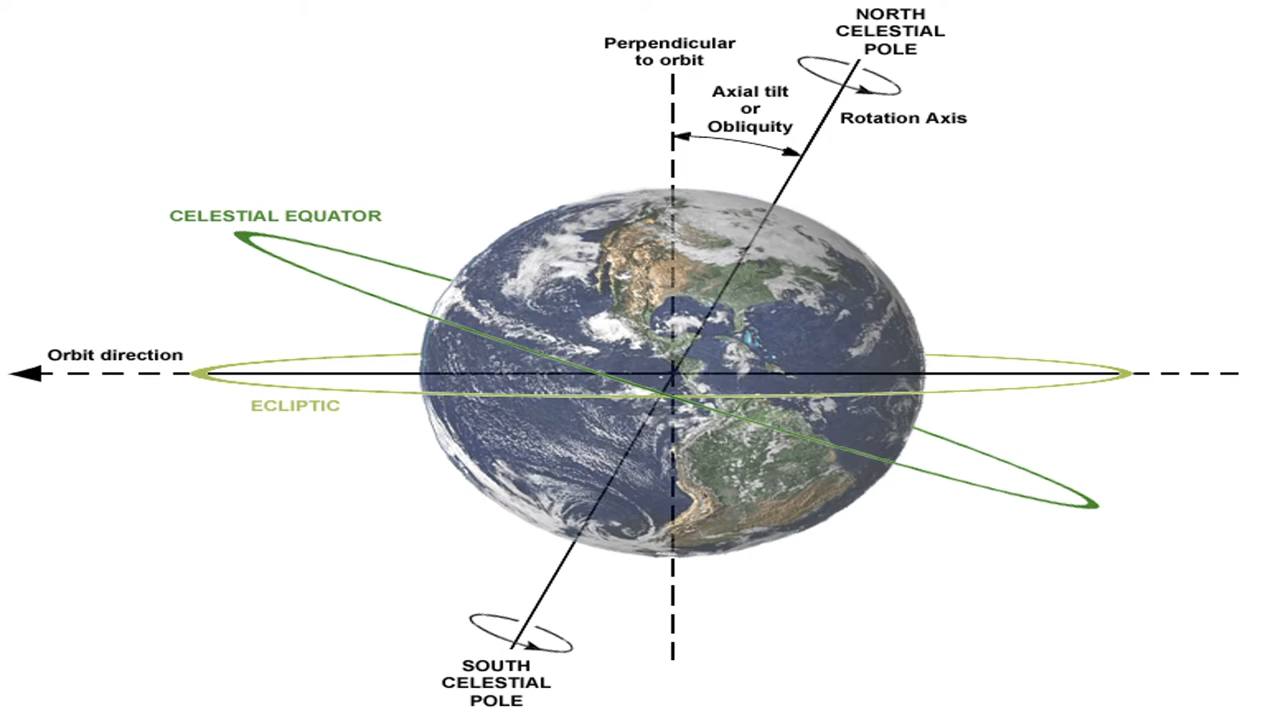 NORTH
CELESTIAL
POLE
Perpendicular
to orbit
Axial tilt
or
Obliquity
Rotation Axis
CELESTIAL EQUATOR
Orbit direction
ECLIPTIC
SOUTH
CELESTIAL
POLE